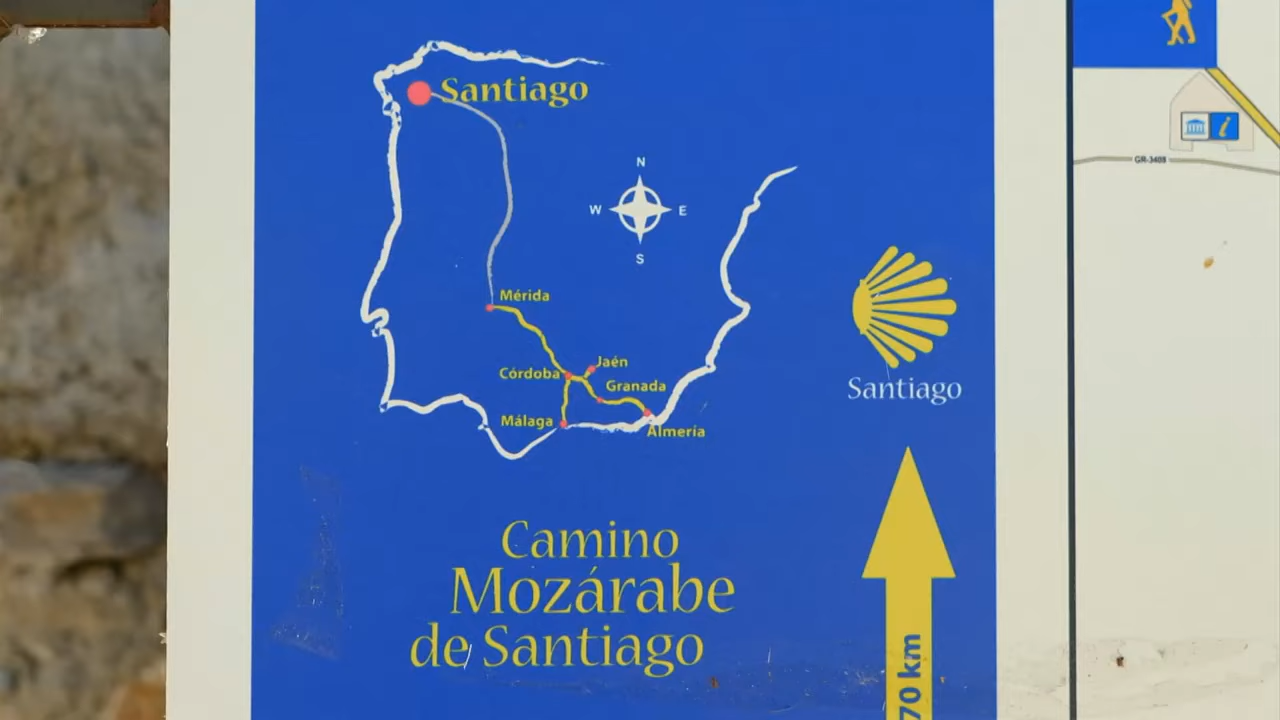 Santiago
N
W
E
S
Mérida
Jaén
Córdoba
Granada
Málaga
Almería
Santiago
Camino
Mozárabe
de Santiago
70 km
i
GR-3408